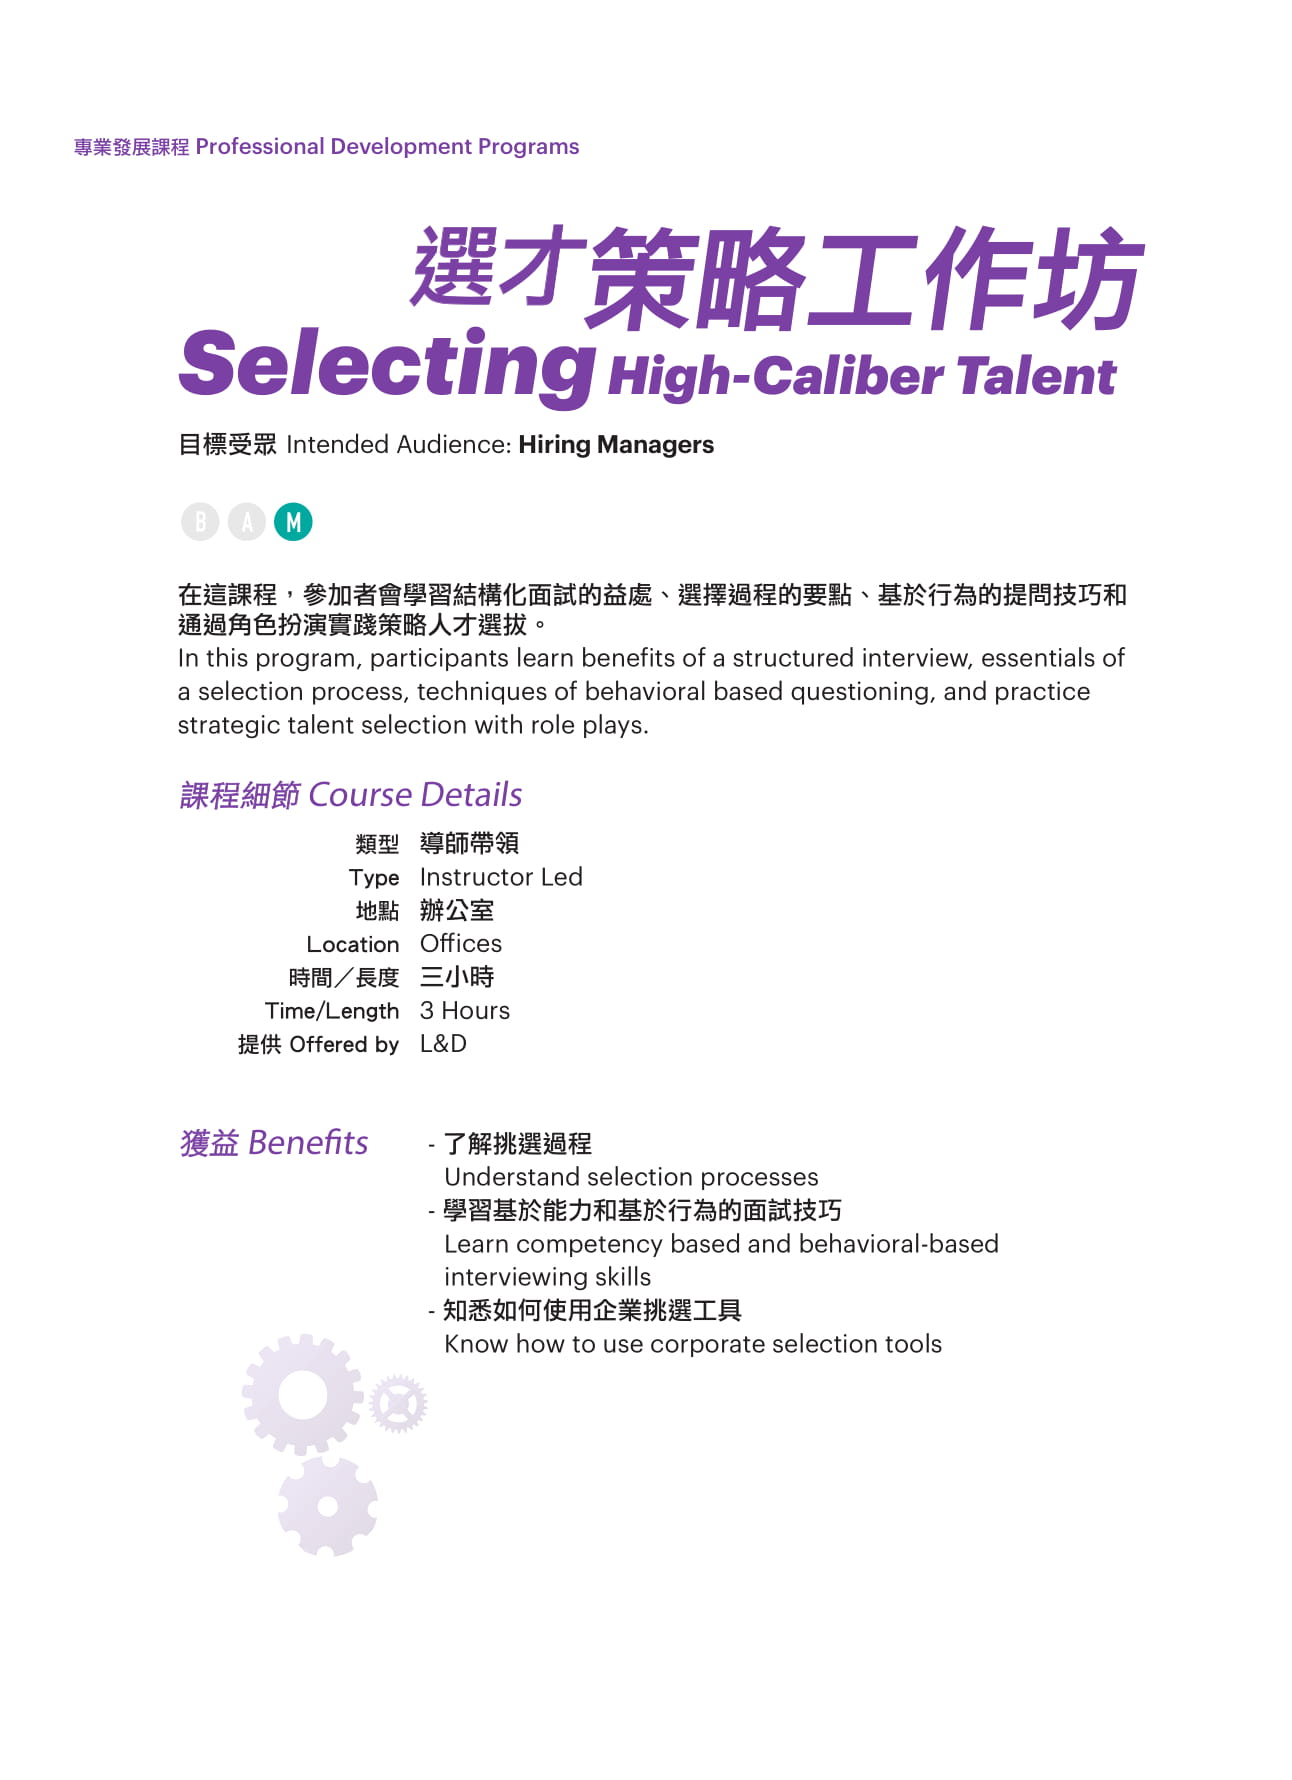 專業發展課程 Professional Development Programs
選才策略工作坊
Selecting High-Caliber Talent
目標受眾 Intended Audience: Hiring Managers
B A M
在這課程，參加者會學習結構化面試的益處、選擇過程的要點、基於行為的提問技巧和
通過角色扮演實踐策略人才選拔。
In this program, participants learn benefits of a structured interview, essentials of
a selection process, techniques of behavioral based questioning, and practice
strategic talent selection with role plays.
課程細節 Course Details
類型 導師帶領
Type Instructor Led
地點 辦公室
Location Offices
時間／長度 三小時
Time/Length 3 Hours
提供 Offered by L&D
獲益 Benefits - 了解挑選過程
Understand selection processes
- 學習基於能力和基於行為的面試技巧
Learn competency based and behavioral-based
interviewing skills
- 知悉如何使用企業挑選工具
Know how to use corporate selection tools